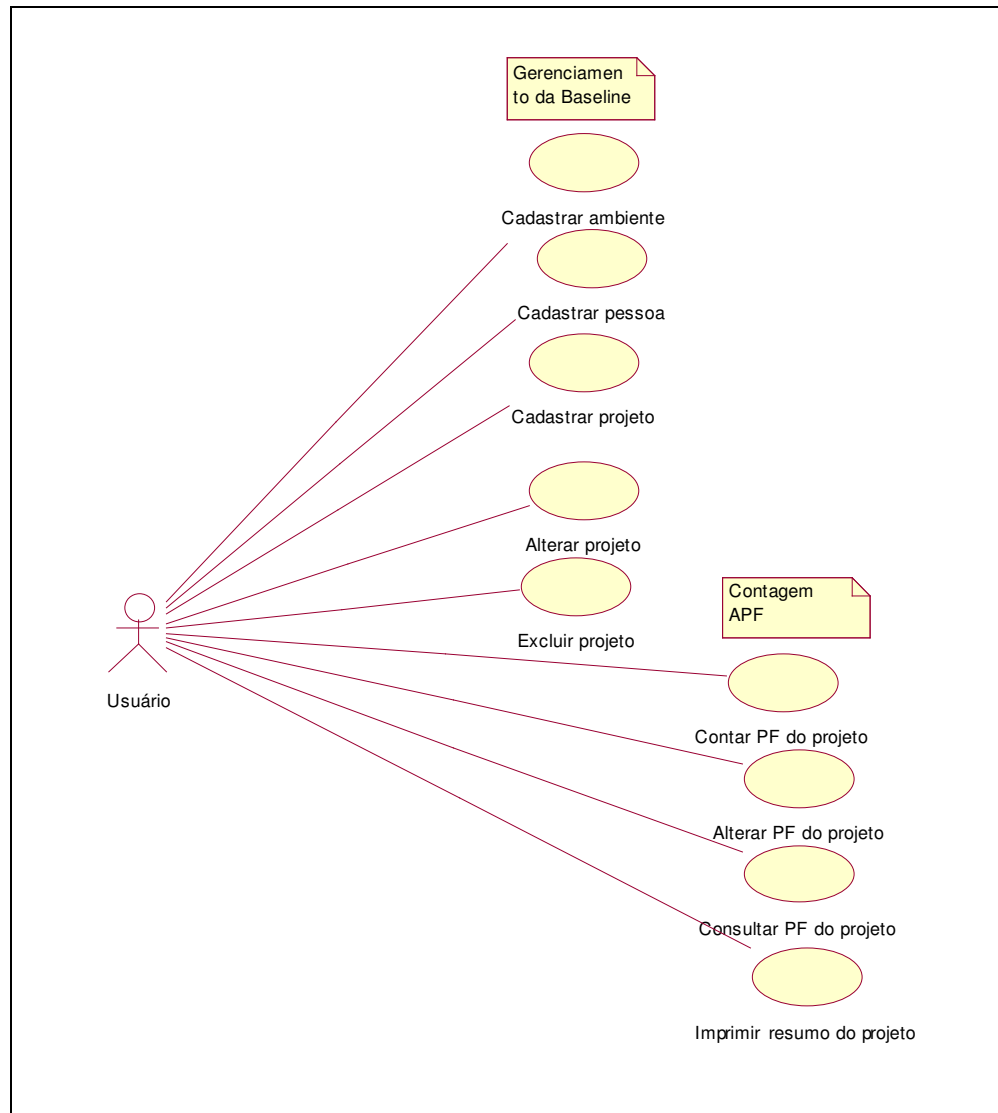 Gerenciamen
to da Baseline
Cadastrar ambiente
Cadastrar pessoa
Cadastrar projeto
Alterar projeto
Excluir projeto
Usuário
Contagem
APF
Contar PF do projeto
Alterar PF do projeto
Consultar PF do projeto
Imprimir resumo do projeto